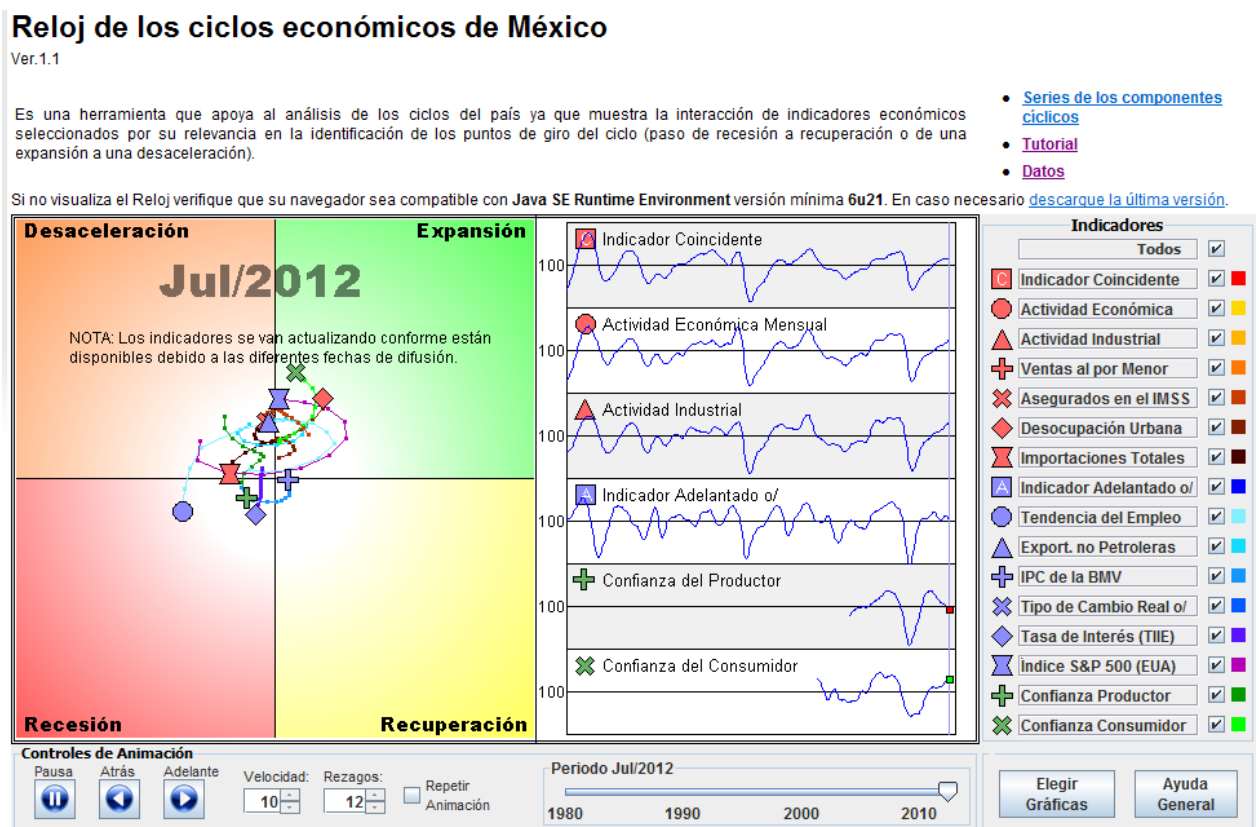 Reloj de los ciclos económicos de México
Ver.1.1
Es una herramienta que apoya al análisis de los ciclos del país ya que muestra la interacción de indicadores económicos
seleccionados por su relevancia en la identificación de los puntos de giro del ciclo (paso de recesión a recuperación o de una
expansión a una desaceleración).
Series de los componentes
cíclicos
Tutorial
Datos
Si no visualiza el Reloj verifique que su navegador sea compatible con Java SE Runtime Environment versión mínima 6u21. En caso necesario descarque la última versión.
Desaceleración
Expansión
Jul/2012
NOTA: Los indicadores se van actualizando conforme están
disponibles debido a las diferentes fechas de difusión.
Recesión
Recuperación
C Indicador Coincidente
100
Actividad Económica Mensual
100
Actividad Industrial
100
A Indicador Adelantado o/
100
Confianza del Productor
100
Confianza del Consumidor
100
Indicadores
Todos
C Indicador Coincidente
Actividad Económica
Actividad Industrial
Ventas al por Menor
Asegurados en el IMSS
Desocupación Urbana
Importaciones Totales
A Indicador Adelantado o/
Tendencia del Empleo
Export. no Petroleras
IPC de la BMV
Tipo de Cambio Real o/
Tasa de Interés (TIIE)
Índice S&P 500 (EUA)
Confianza Productor
Confianza Consumidor
Controles de Animación
Pausa Atrás Adelante
Velocidad: Rezagos:
10 12
Repetir
Animación
Periodo Jul/2012
1980 1990 2000 2010
Elegir
Gráficas
Ayuda
General